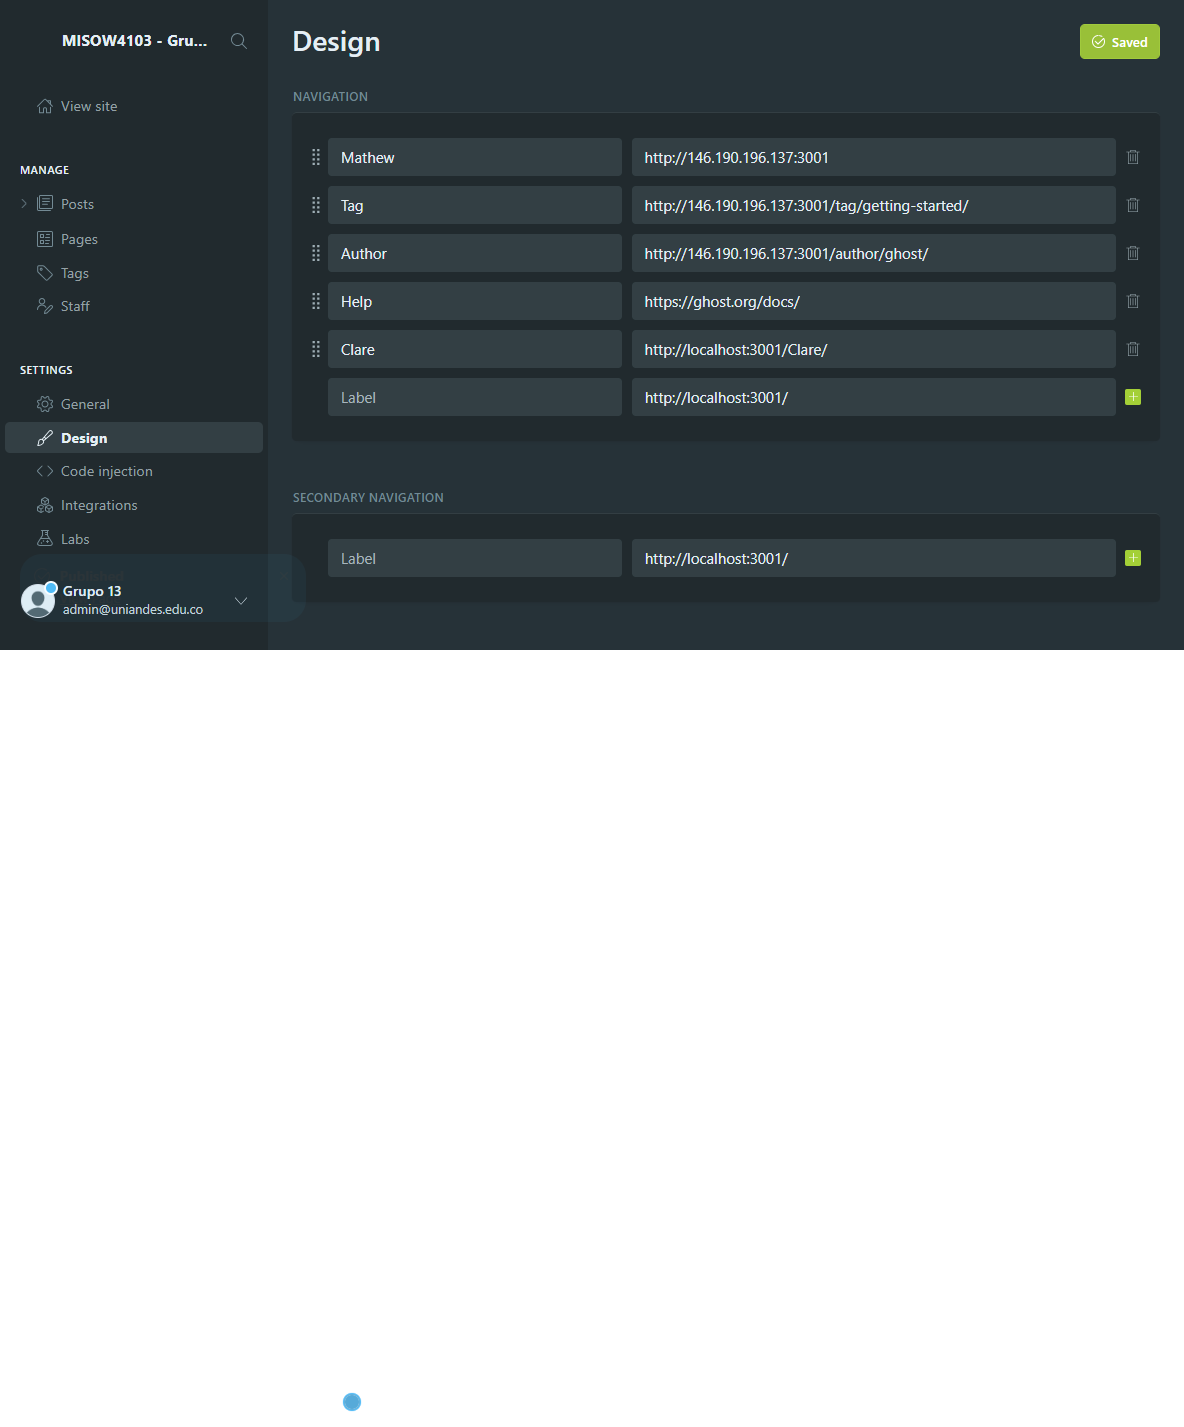 MISOW4103 - Gru...
View site
MANAGE
Posts
Pages
Tags
Staff
SETTINGS
General
Design
Code injection
Integrations
Labs
Grupo 13
admin@uniandes.edu.co
Design
Saved
NAVIGATION
Mathew http://146.190.196.137:3001
Tag http://146.190.196.137:3001/tag/getting-started/
Author http://146.190.196.137:3001/author/ghost/
Help https://ghost.org/docs/
Clare http://localhost:3001/Clare/
Label http://localhost:3001/
SECONDARY NAVIGATION
Label http://localhost:3001/